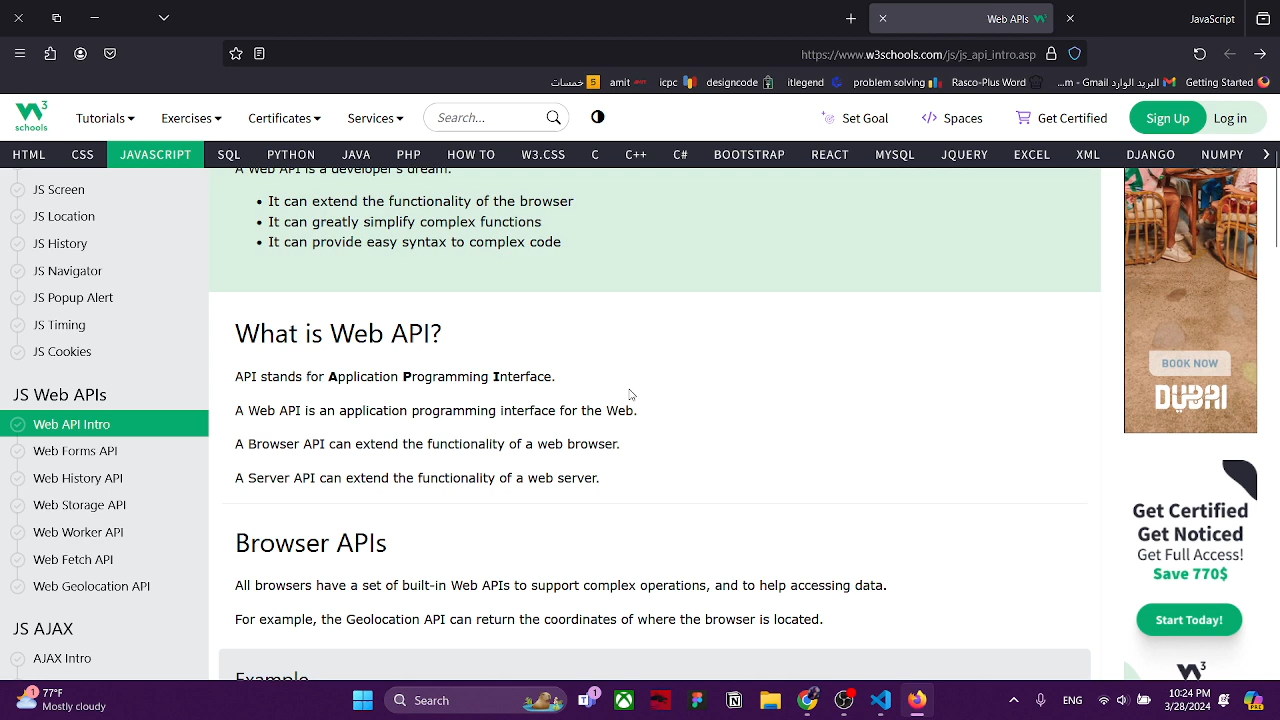 Web APIs
JavaScript
https://www.w3schools.com/js/js_api_intro.asp
خمسات
amit
icpc
designcode
itlegend
problem solving
Rasco-Plus Word
البريد الوارد - Gmail - m...
Getting Started
W3
schools
Tutorials
Exercises
Certificates
Services
Search...
Set Goal
Spaces
Get Certified
Sign Up
Log in
HTML
CSS
JAVASCRIPT
SQL
PYTHON
JAVA
PHP
HOW TO
W3.CSS
C
C++
C#
BOOTSTRAP
REACT
MYSQL
JQUERY
EXCEL
XML
DJANGO
NUMPY
JS Screen
JS Location
JS History
JS Navigator
JS Popup Alert
JS Timing
JS Cookies
JS Web APIs
Web API Intro
Web Forms API
Web History API
Web Storage API
Web Worker API
Web Fetch API
Web Geolocation API
JS AJAX
AJAX Intro
A Web API is a developer's dream.
• It can extend the functionality of the browser
• It can greatly simplify complex functions
• It can provide easy syntax to complex code
What is Web API?
API stands for Application Programming Interface.
A Web API is an application programming interface for the Web.
A Browser API can extend the functionality of a web browser.
A Server API can extend the functionality of a web server.
Browser APIs
All browsers have a set of built-in Web APIs to support complex operations, and to help accessing data.
For example, the Geolocation API can return the coordinates of where the browser is located.
Example
BOOK NOW
DUBAI
Get Certified
Get Noticed
Get Full Access!
Save 770$
Start Today!
W3
1
77°F
Mostly cloudy
Search
1
ENG
10:24 PM
3/28/2024
PRE